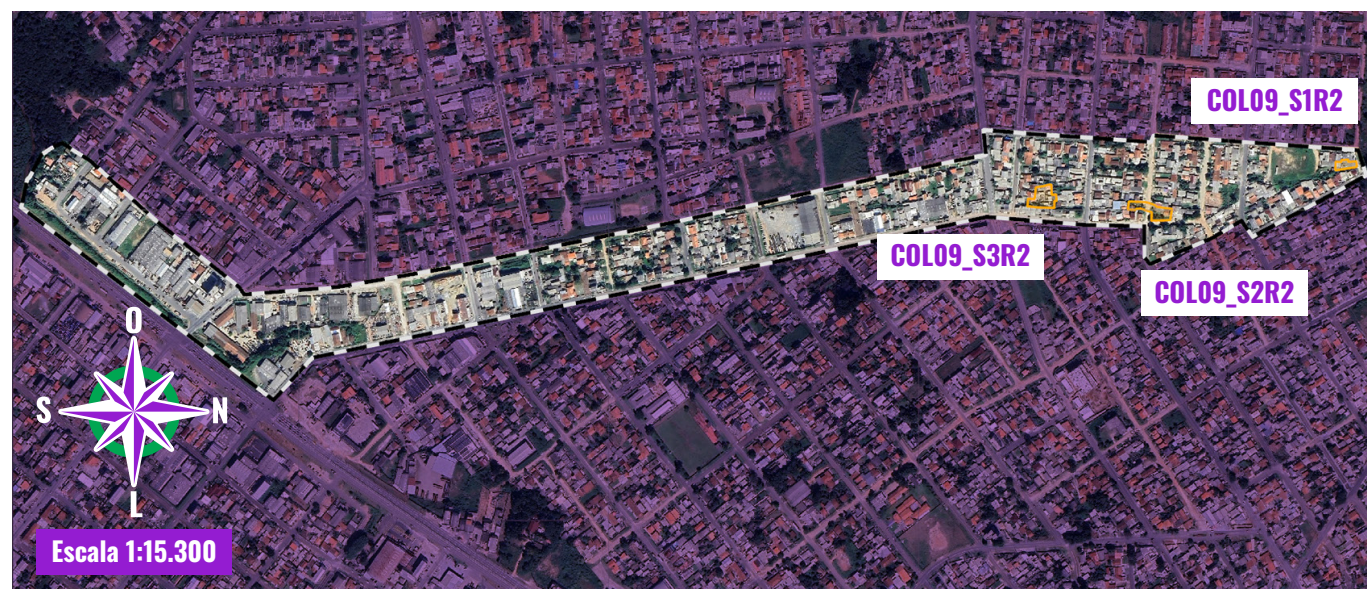 COL09_S1R2
COL09_S3R2
COL09_S2R2
O
S
N
L
Escala 1:15.300